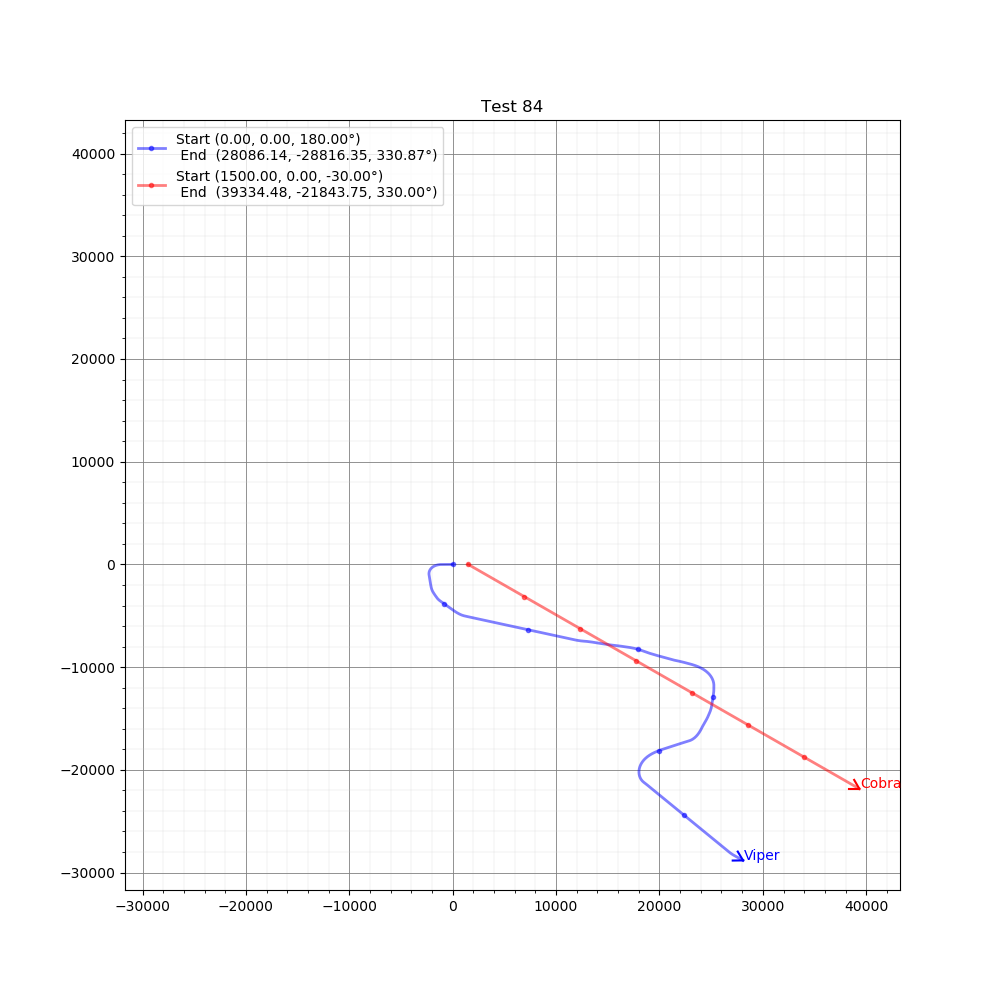 Test 84
Start (0.00, 0.00, 180.00°)
End (28086.14, -28816.35, 330.87°)
Start (1500.00, 0.00, -30.00°)
End (39334.48, -21843.75, 330.00°)
40000
30000
20000
10000
0
−10000
−20000
−30000
Cobra
Viper
−30000 −20000 −10000 0 10000 20000 30000 40000